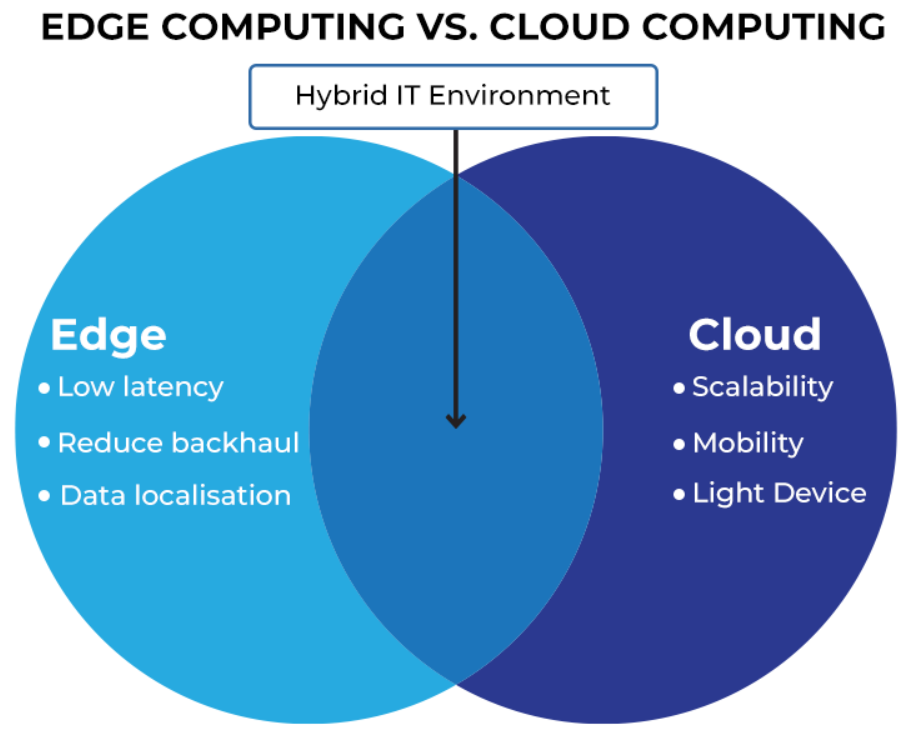 EDGE COMPUTING VS. CLOUD COMPUTING
Hybrid IT Environment
Edge
• Low latency
• Reduce backhaul
• Data localisation
Cloud
• Scalability
• Mobility
• Light Device